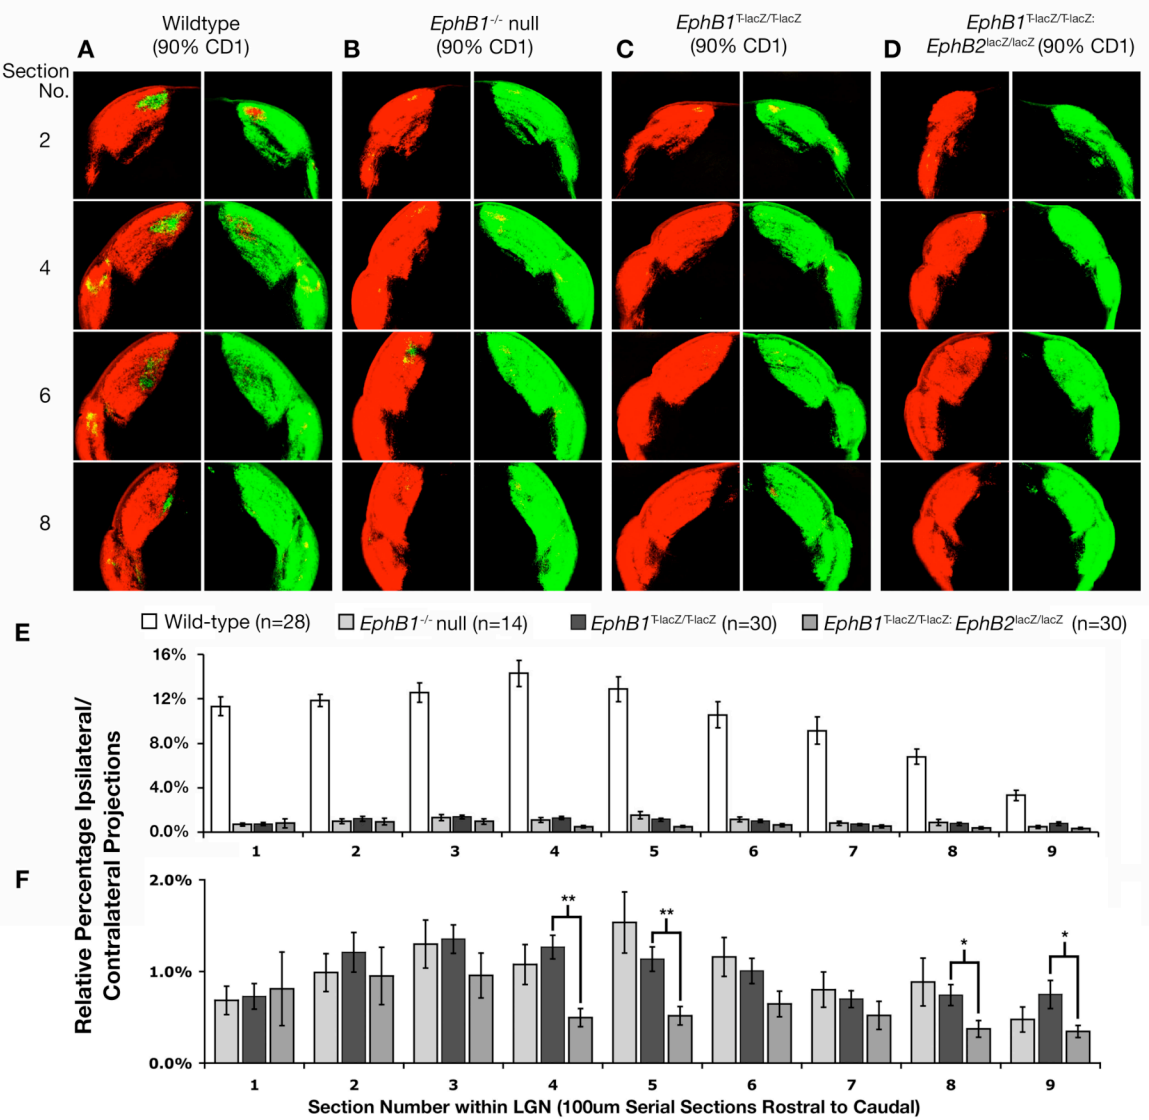 Wildtype
(90% CD1)
EphB1-/- null
(90% CD1)
EphB1T-lacZ/T-lacZ
(90% CD1)
EphB1T-lacZ/T-lacZ:
EphB2lacZ/lacZ (90% CD1)
A
B
C
D
Section
No.
2
4
6
8
E
Wild-type (n=28)
EphB1-/- null (n=14)
EphB1T-lacZ/T-lacZ (n=30)
EphB1T-lacZ/T-lacZ: EphB2lacZ/lacZ (n=30)
16%
12%
8.0%
4.0%
0.0%
1 2 3 4 5 6 7 8 9
Relative Percentage Ipsilateral/
Contralateral Projections
F
2.0%
1.0%
0.0%
** ** * *
1 2 3 4 5 6 7 8 9
Section Number within LGN (100um Serial Sections Rostral to Caudal)